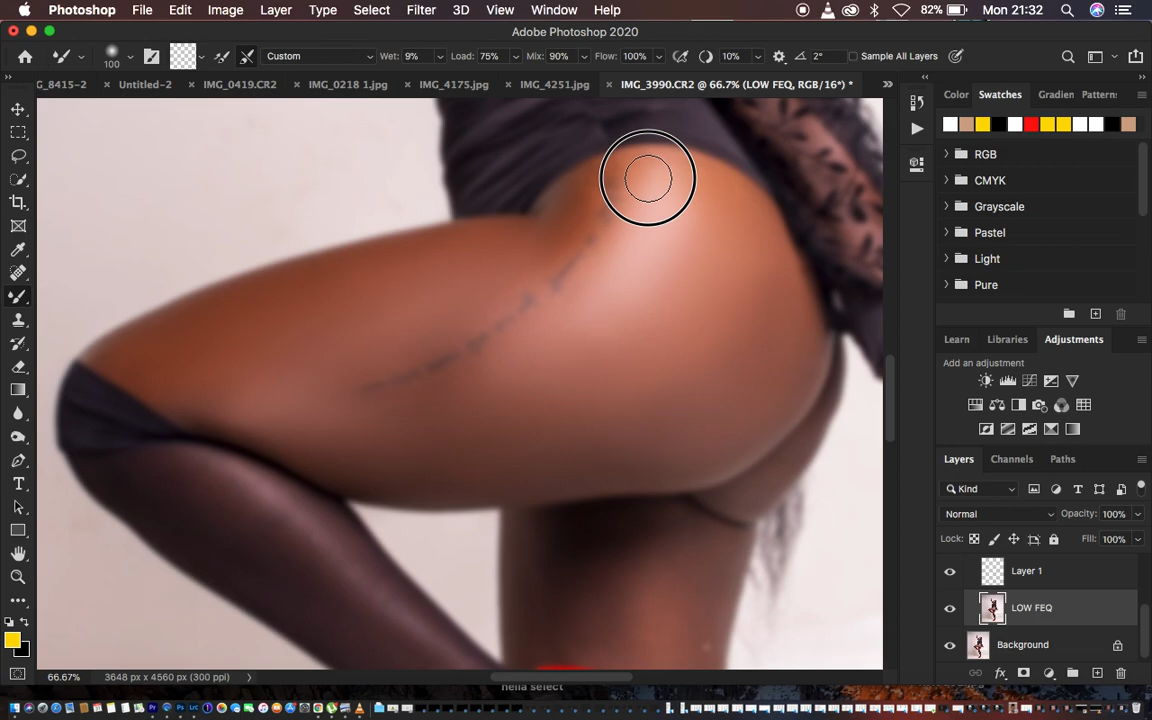 Photoshop File Edit Image Layer Type Select Filter 3D View Window Help 82% Mon 21:32
Adobe Photoshop 2020
100 Custom Wet: 9% Load: 75% Mix: 90% Flow: 100% 10% 2° Sample All Layers
G_8415-2 Untitled-2 IMG_0419.CR2 IMG_0218 1.jpg IMG_4175.jpg IMG_4251.jpg IMG_3990.CR2 @ 66.7% (LOW FEQ, RGB/16*) *
Color Swatches Gradien Patterns
RGB
CMYK
Grayscale
Pastel
Light
Pure
Learn Libraries Adjustments
Add an adjustment
Layers Channels Paths
Kind
Normal Opacity: 100%
Lock: Fill: 100%
Layer 1
LOW FEQ
Background
66.67% 3648 px x 4560 px (300 ppi)
hella select